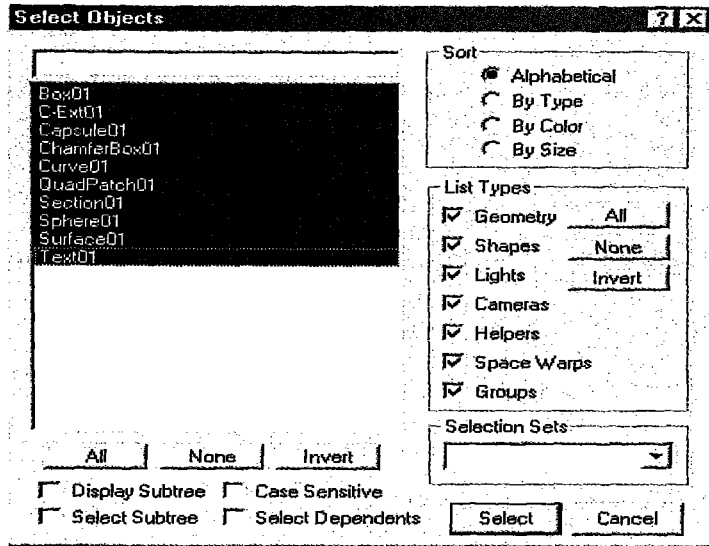 Select Objects
Box01
C-Ext01
Capsule01
ChamferBox01
Curve01
QuadPatch01
Section01
Sphere01
Surface01
Text01
All None Invert
Display Subtree Case Sensitive
Select Subtree Select Dependents
Sort
Alphabetical
By Type
By Color
By Size
List Types
Geometry All
Shapes None
Lights Invert
Cameras
Helpers
Space Warps
Groups
Selection Sets
Select Cancel